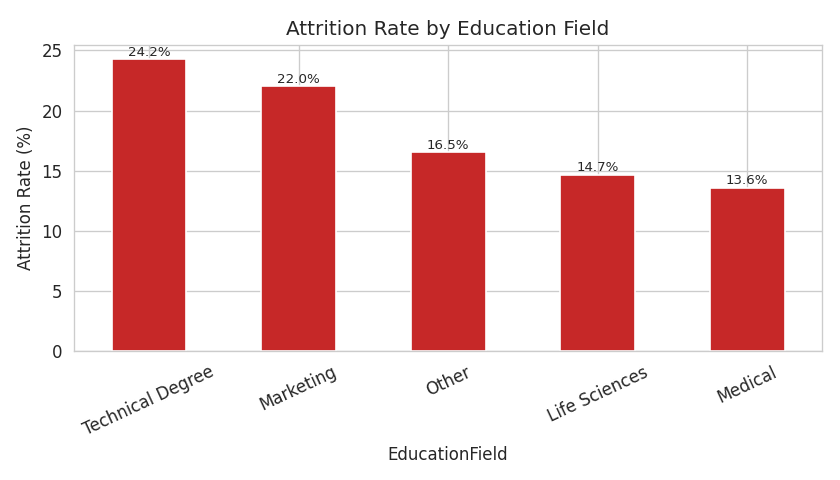 Attrition Rate by Education Field
Attrition Rate (%)
25
20
15
10
5
0
24.2%
22.0%
16.5%
14.7%
13.6%
Technical Degree
Marketing
Other
Life Sciences
Medical
EducationField